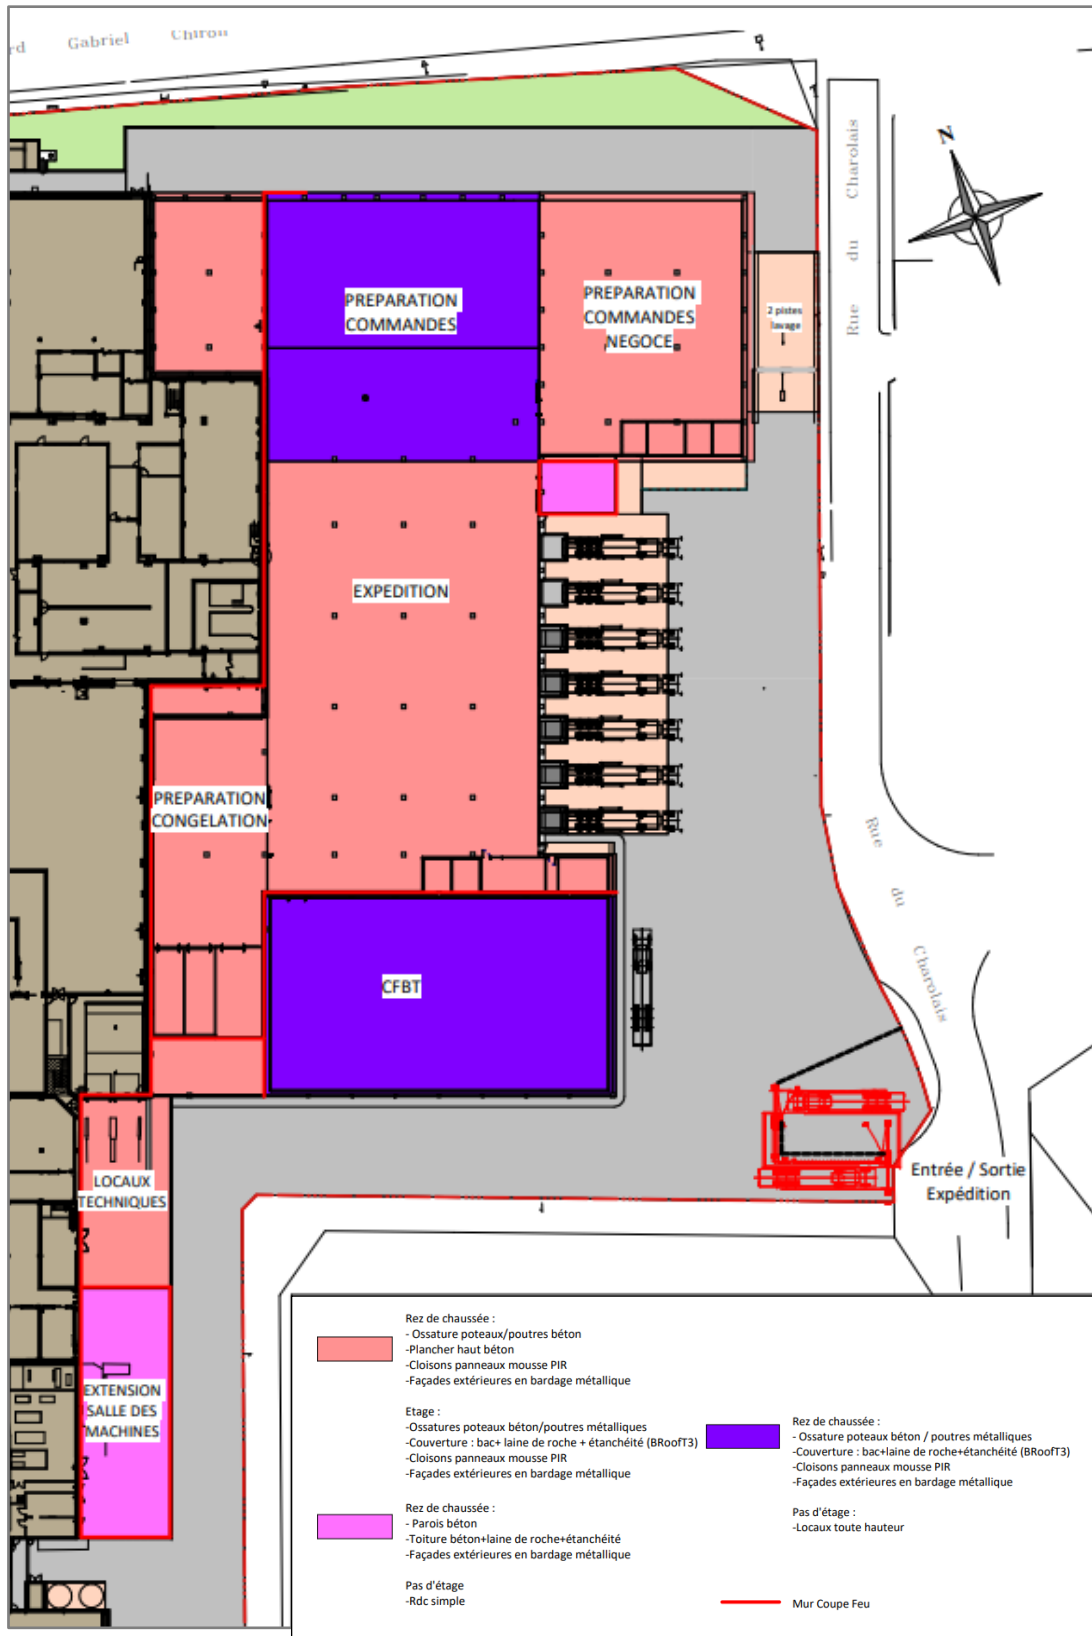 rd Gabriel Chiron
N
Rue du Charolais
PREPARATION
COMMANDES
PREPARATION
COMMANDES
NEGOCE
2 pistes
lavage
EXPEDITION
PREPARATION
CONGELATION
Rue du Charolais
CFBT
LOCAUX
TECHNIQUES
Entrée / Sortie
Expédition
EXTENSION
SALLE DES
MACHINES
Rez de chaussée :
- Ossature poteaux/poutres béton
-Plancher haut béton
-Cloisons panneaux mousse PIR
-Façades extérieures en bardage métallique
Etage :
-Ossatures poteaux béton/poutres métalliques
-Couverture : bac+ laine de roche + étanchéité (BRoofT3)
-Cloisons panneaux mousse PIR
-Façades extérieures en bardage métallique
Rez de chaussée :
- Parois béton
-Toiture béton+laine de roche+étanchéité
-Façades extérieures en bardage métallique
Pas d'étage
-Rdc simple
Rez de chaussée :
- Ossature poteaux béton / poutres métalliques
-Couverture : bac+laine de roche+étanchéité (BRoofT3)
-Cloisons panneaux mousse PIR
-Façades extérieures en bardage métallique
Pas d'étage :
-Locaux toute hauteur
Mur Coupe Feu